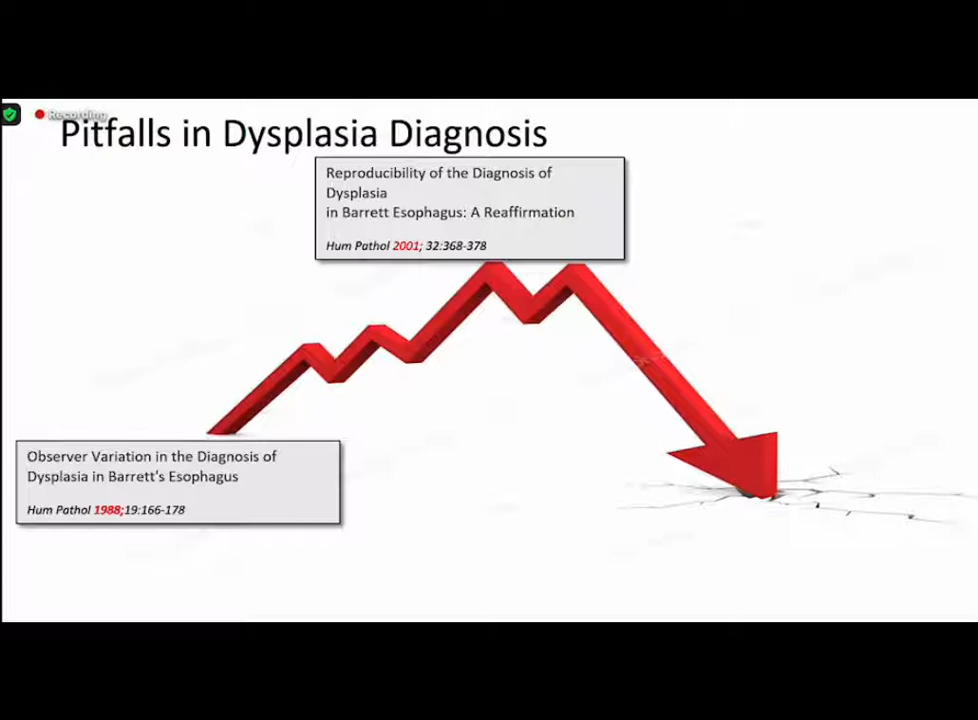 Recording
Pitfalls in Dysplasia Diagnosis
Reproducibility of the Diagnosis of
Dysplasia
in Barrett Esophagus: A Reaffirmation
Hum Pathol 2001; 32:368-378
Observer Variation in the Diagnosis of
Dysplasia in Barrett's Esophagus
Hum Pathol 1988;19:166-178